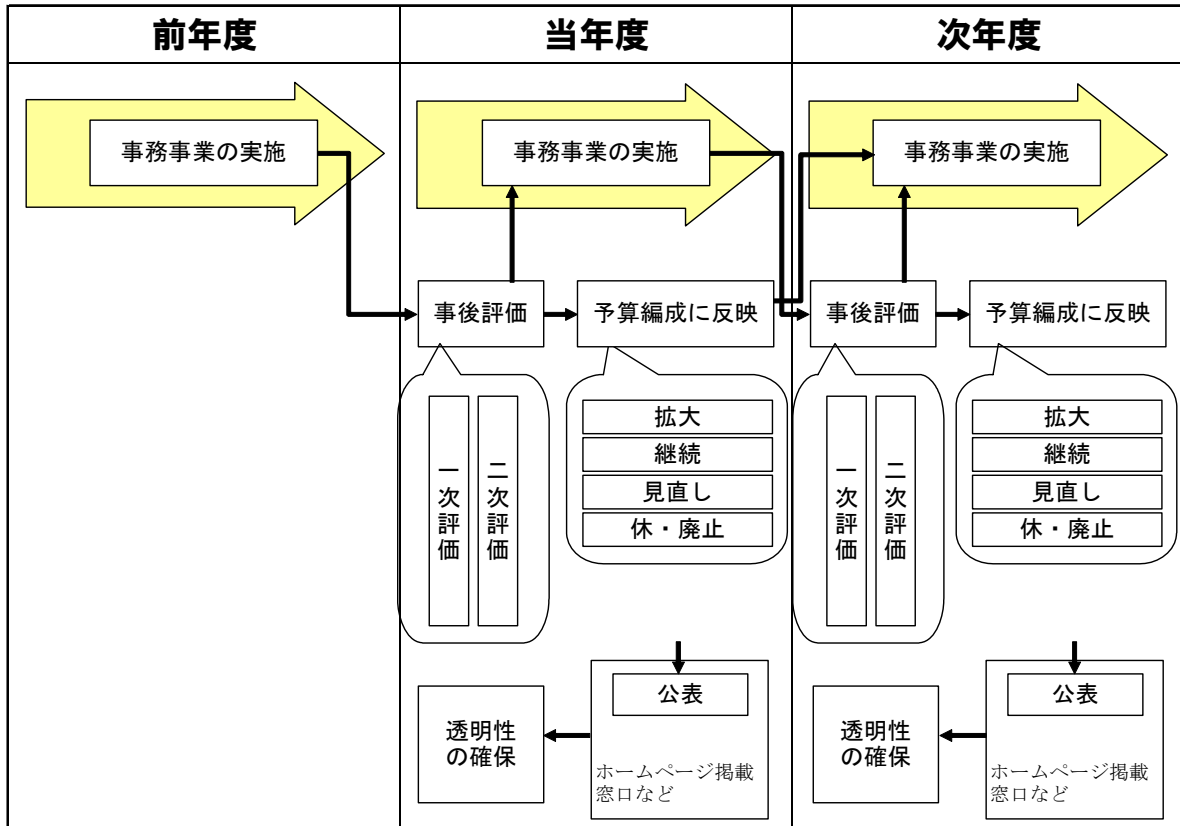 前年度
当年度
次年度
事務事業の実施
事務事業の実施
事務事業の実施
事後評価
予算編成に反映
事後評価
予算編成に反映
一次評価
二次評価
拡大
継続
見直し
休・廃止
一次評価
二次評価
拡大
継続
見直し
休・廃止
公表
透明性
の確保
ホームページ掲載
窓口など
公表
透明性
の確保
ホームページ掲載
窓口など